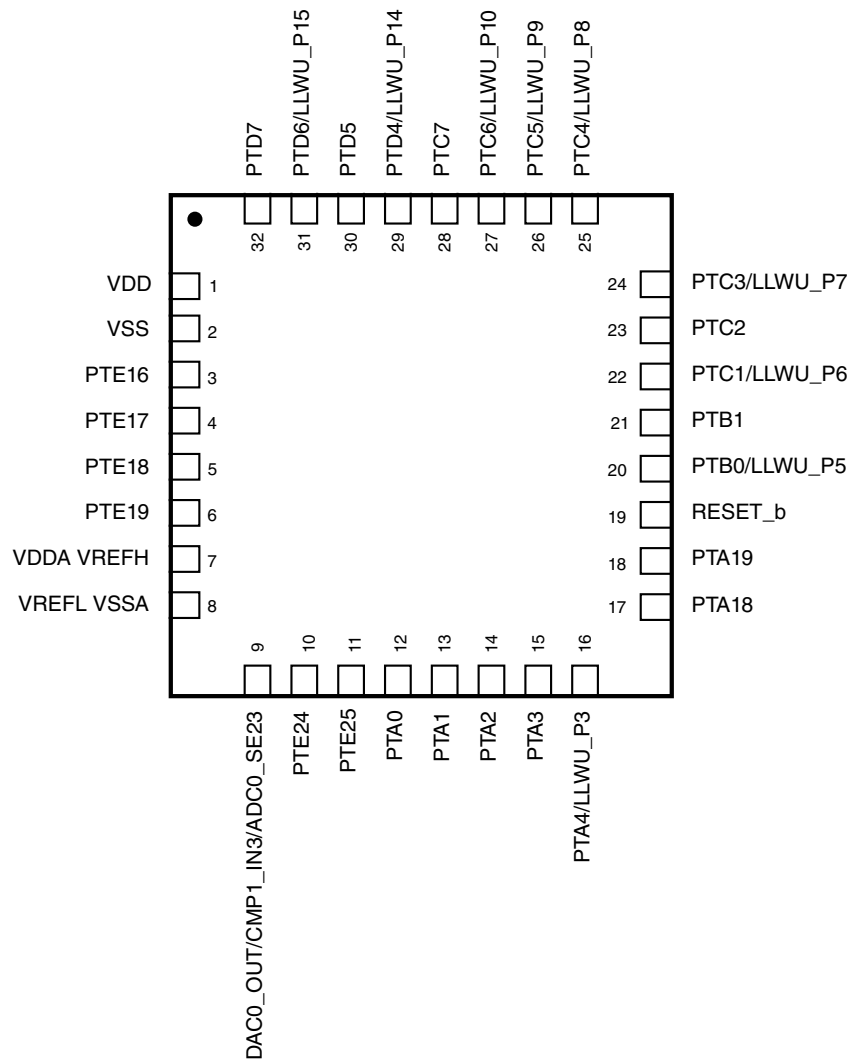 PTD7
PTD6/LLWU_P15
PTD5
PTD4/LLWU_P14
PTC7
PTC6/LLWU_P10
PTC5/LLWU_P9
PTC4/LLWU_P8
32
31
30
29
28
27
26
25
VDD
1
VSS
2
PTE16
3
PTE17
4
PTE18
5
PTE19
6
VDDA VREFH
7
VREFL VSSA
8
24
PTC3/LLWU_P7
23
PTC2
22
PTC1/LLWU_P6
21
PTB1
20
PTB0/LLWU_P5
19
RESET_b
18
PTA19
17
PTA18
9
10
11
12
13
14
15
16
DAC0_OUT/CMP1_IN3/ADC0_SE23
PTE24
PTE25
PTA0
PTA1
PTA2
PTA3
PTA4/LLWU_P3